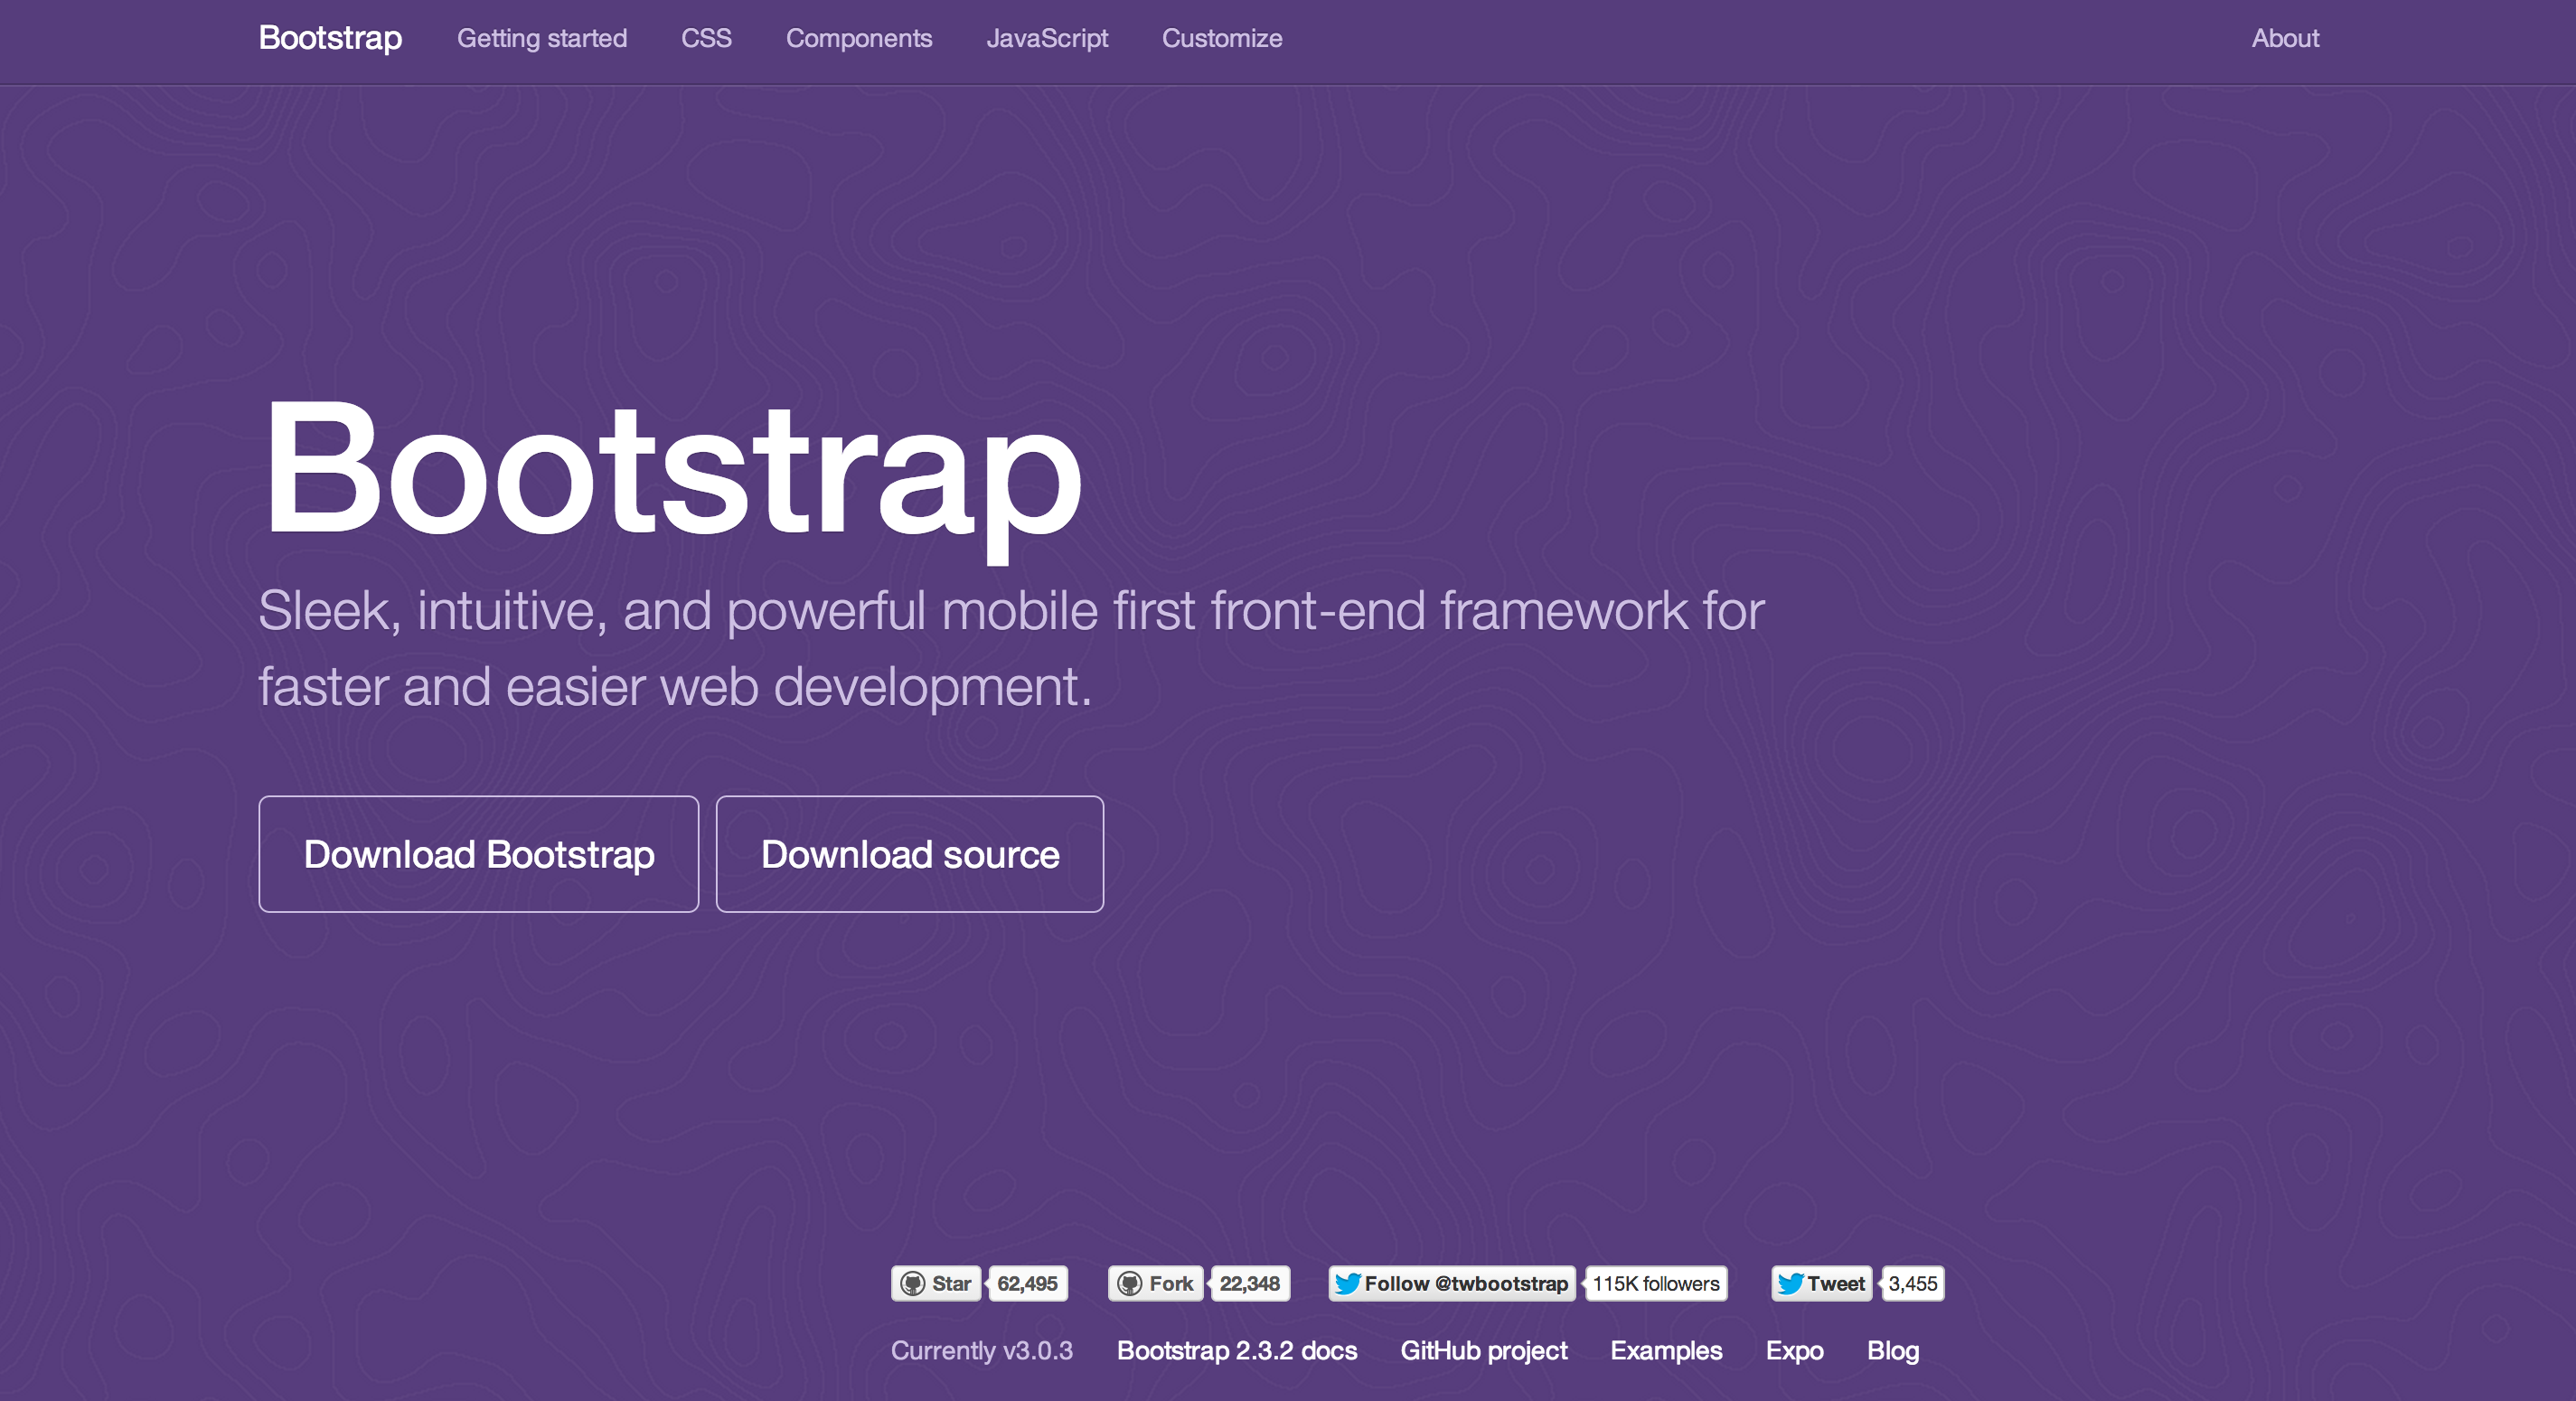 Bootstrap Getting started CSS Components JavaScript Customize About
Bootstrap
Sleek, intuitive, and powerful mobile first front-end framework for
faster and easier web development.
Download Bootstrap Download source
Star 62,495 Fork 22,348 Follow @twbootstrap 115K followers Tweet 3,455
Currently v3.0.3 Bootstrap 2.3.2 docs GitHub project Examples Expo Blog